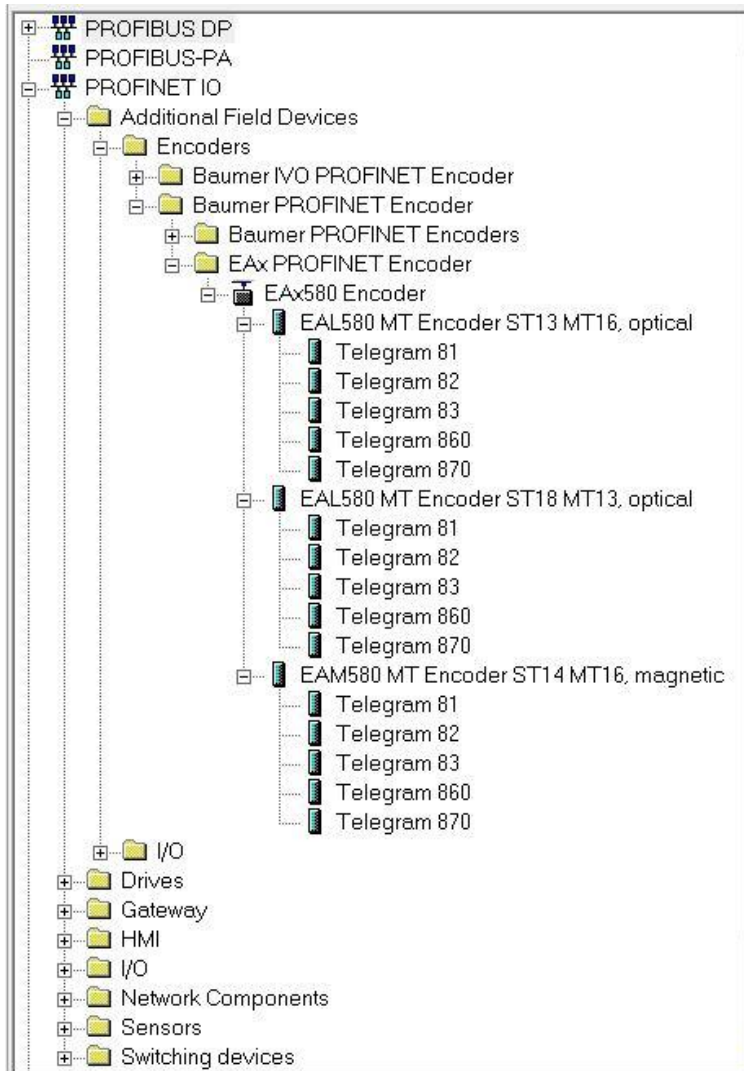 PROFIBUS DP
PROFIBUS-PA
PROFINET IO
Additional Field Devices
Encoders
Baumer IVO PROFINET Encoder
Baumer PROFINET Encoder
Baumer PROFINET Encoders
EAx PROFINET Encoder
EAx580 Encoder
EAL580 MT Encoder ST13 MT16, optical
Telegram 81
Telegram 82
Telegram 83
Telegram 860
Telegram 870
EAL580 MT Encoder ST18 MT13, optical
Telegram 81
Telegram 82
Telegram 83
Telegram 860
Telegram 870
EAM580 MT Encoder ST14 MT16, magnetic
Telegram 81
Telegram 82
Telegram 83
Telegram 860
Telegram 870
I/O
Drives
Gateway
HMI
I/O
Network Components
Sensors
Switching devices